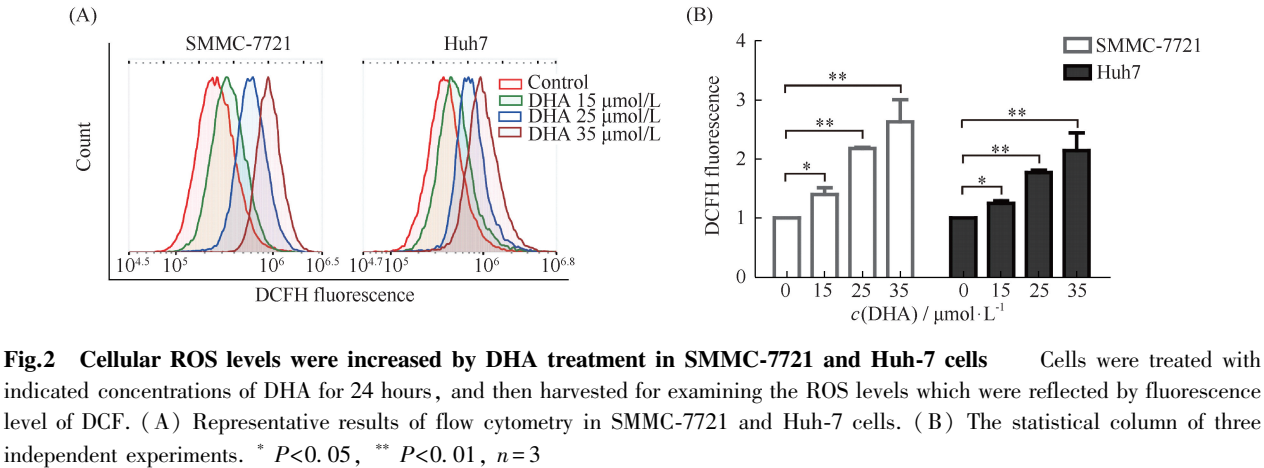 (A)
SMMC-7721
Huh7
Control
DHA 15 μmol/L
DHA 25 μmol/L
DHA 35 μmol/L
Count
10^4.5 10^5 10^6 10^6.5
10^4.7 10^5 10^6 10^6.8
DCFH fluorescence
(B)
SMMC-7721
Huh7
DCFH fluorescence
4
3
2
1
0
** ** *
** ** *
0 15 25 35 0 15 25 35
c(DHA) / μmol·L^-1
Fig.2 Cellular ROS levels were increased by DHA treatment in SMMC-7721 and Huh-7 cells Cells were treated with
indicated concentrations of DHA for 24 hours, and then harvested for examining the ROS levels which were reflected by fluorescence
level of DCF. (A) Representative results of flow cytometry in SMMC-7721 and Huh-7 cells. (B) The statistical column of three
independent experiments. * P<0.05, ** P<0.01, n=3